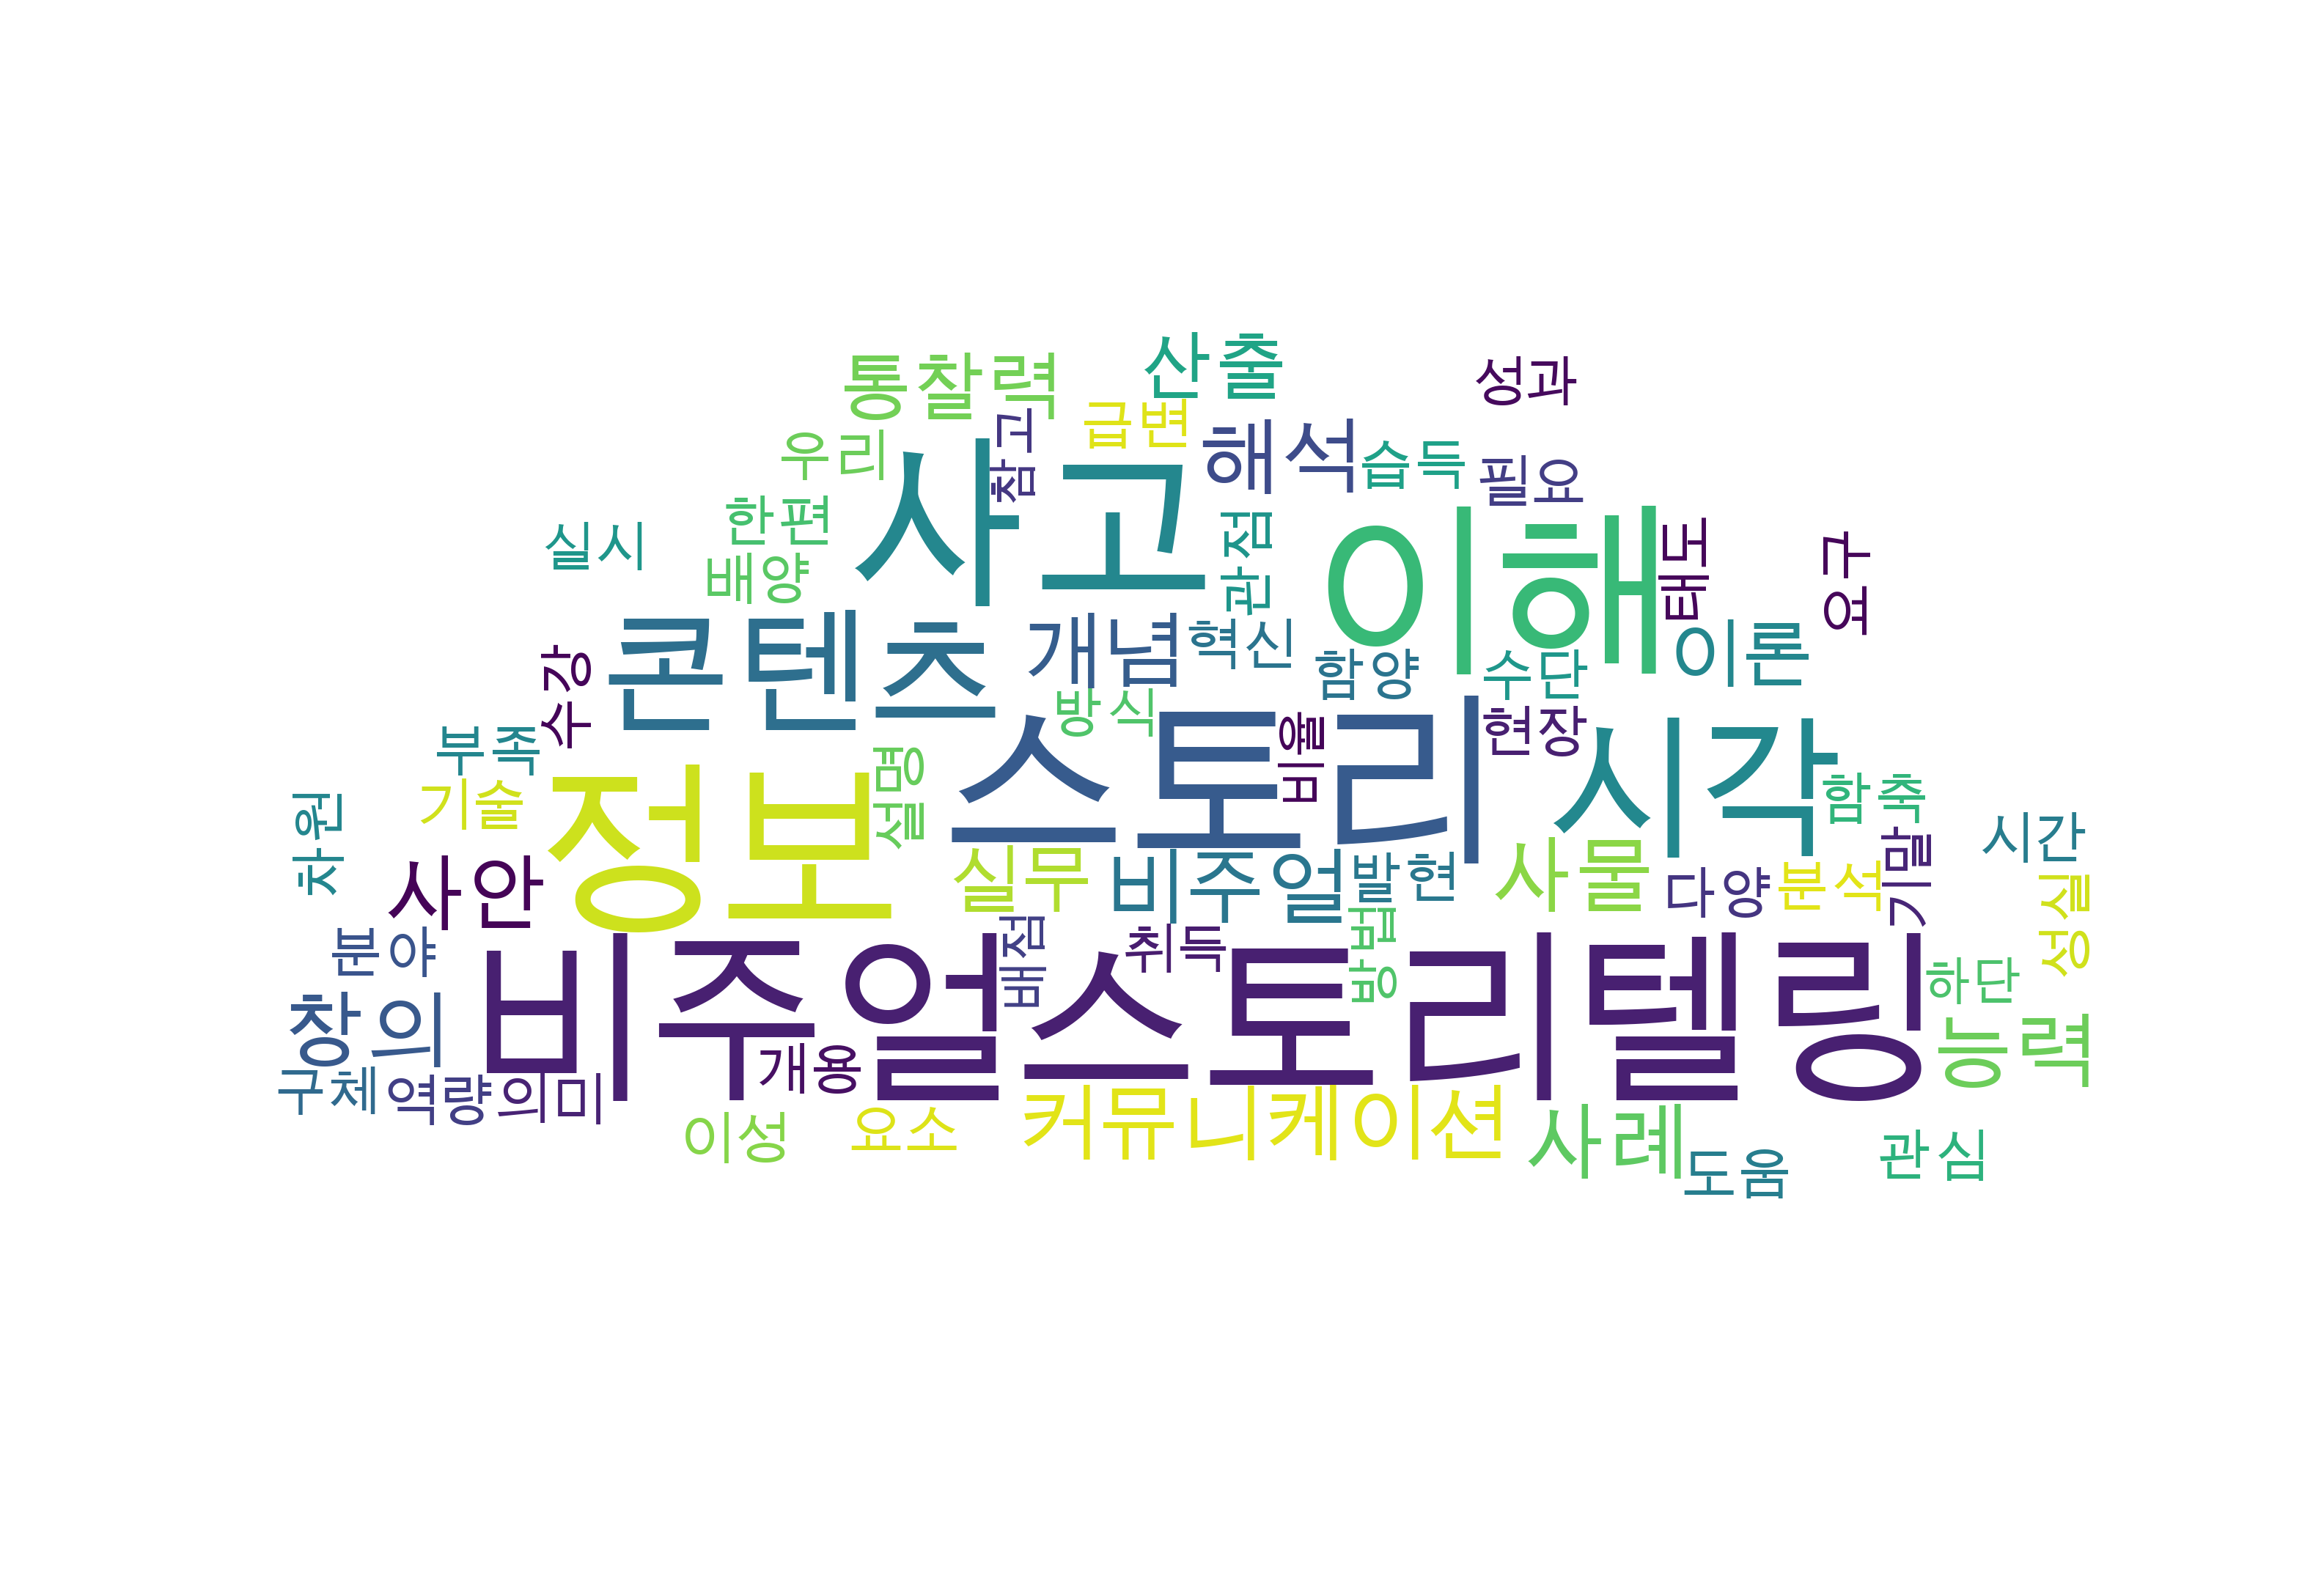 산출
통찰력
성과
급변
참고
우리
해석
습득
필요
사고
한편
실시
관점
이해
태도
연구
배양
콘텐츠
개념
혁신
이론
함양
수단
수강
방식
스토리
비율
현장
시각
부족
생명
정보
함축
기술
차원
시간
기름
실무
비주얼
발현
사물
다양
분석
사안
성질
분야
버전
취득
방법
비주얼스토리텔링
하단
창의
능력
개용
구체
역량
의미
이성
요소
커뮤니케이션
사례
도움
관심